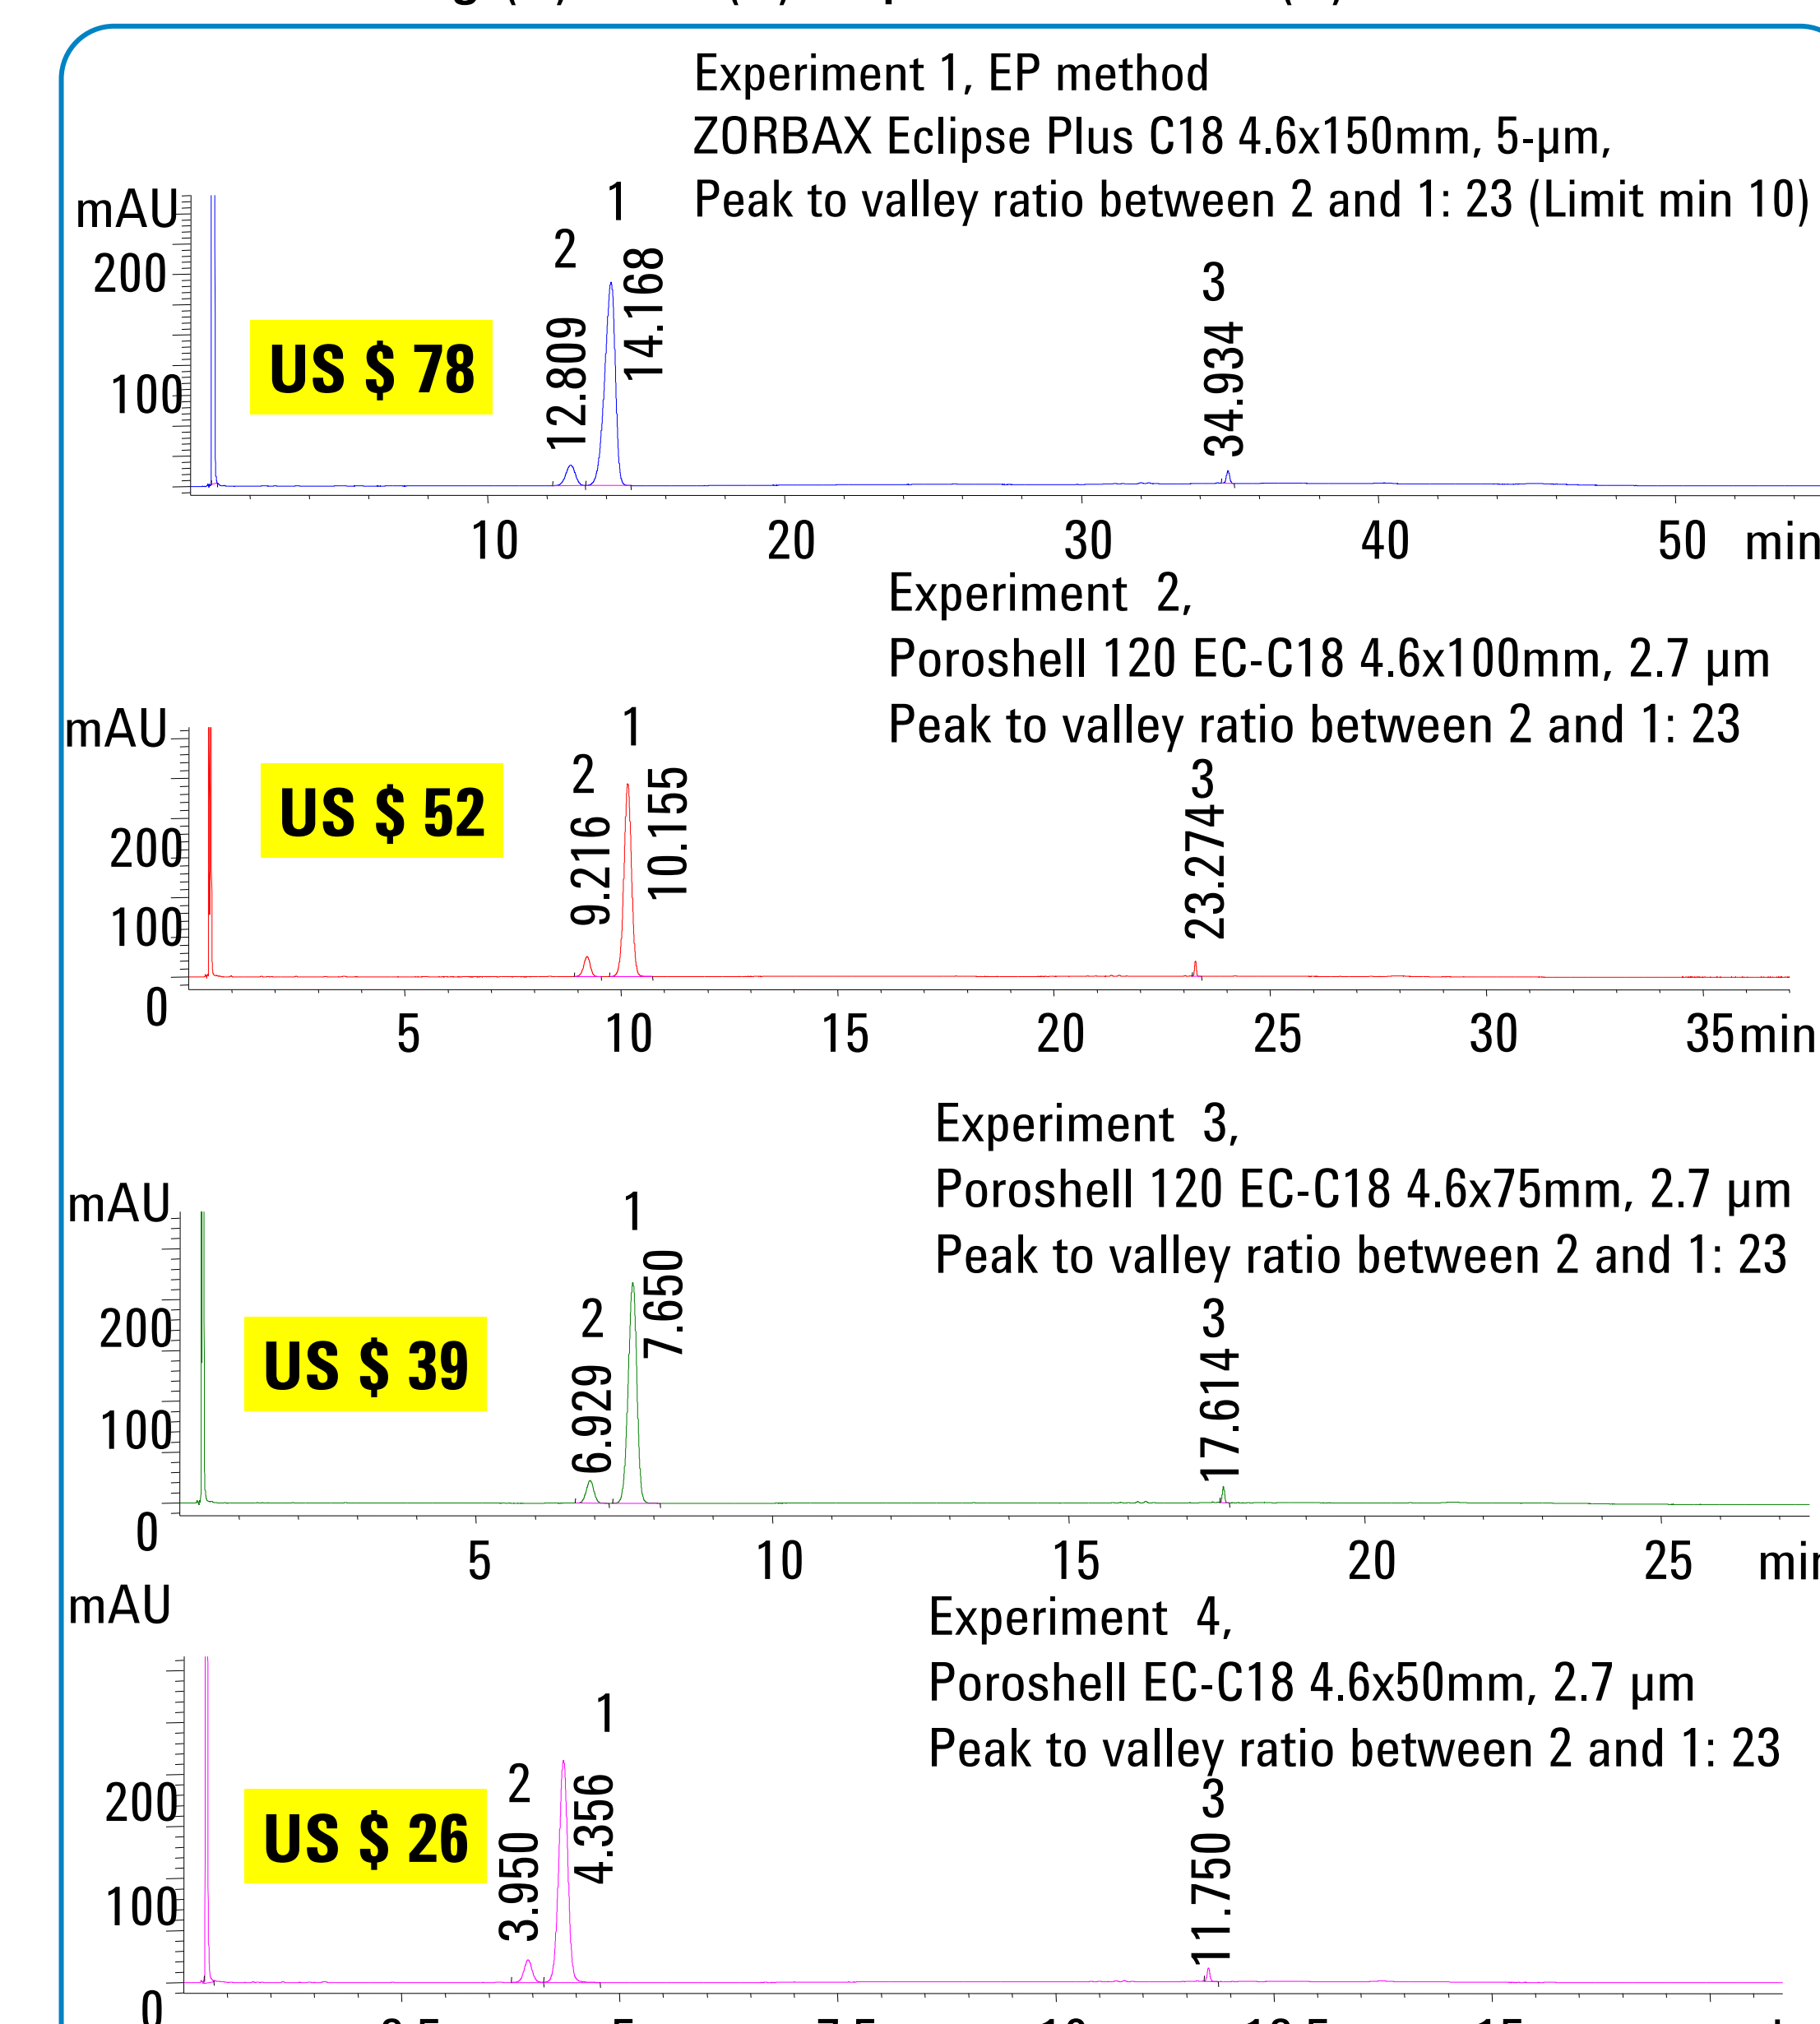 Experiment 1, EP method
ZORBAX Eclipse Plus C18 4.6x150mm, 5-µm,
Peak to valley ratio between 2 and 1: 23 (Limit min 10)
mAU
200
100
US $ 78
2
12.809
1
14.168
3
34.934
10 20 30 40 50 min
Experiment 2,
Poroshell 120 EC-C18 4.6x100mm, 2.7 µm
Peak to valley ratio between 2 and 1: 23
mAU
200
100
0
US $ 52
2
9.216
1
10.155
3
23.274
5 10 15 20 25 30 35 min
Experiment 3,
Poroshell 120 EC-C18 4.6x75mm, 2.7 µm
Peak to valley ratio between 2 and 1: 23
mAU
200
100
0
US $ 39
2
6.929
1
7.650
3
17.614
5 10 15 20 25
mAU
Experiment 4,
Poroshell EC-C18 4.6x50mm, 2.7 µm
Peak to valley ratio between 2 and 1: 23
200
100
0
US $ 26
2
3.950
1
4.356
3
11.750